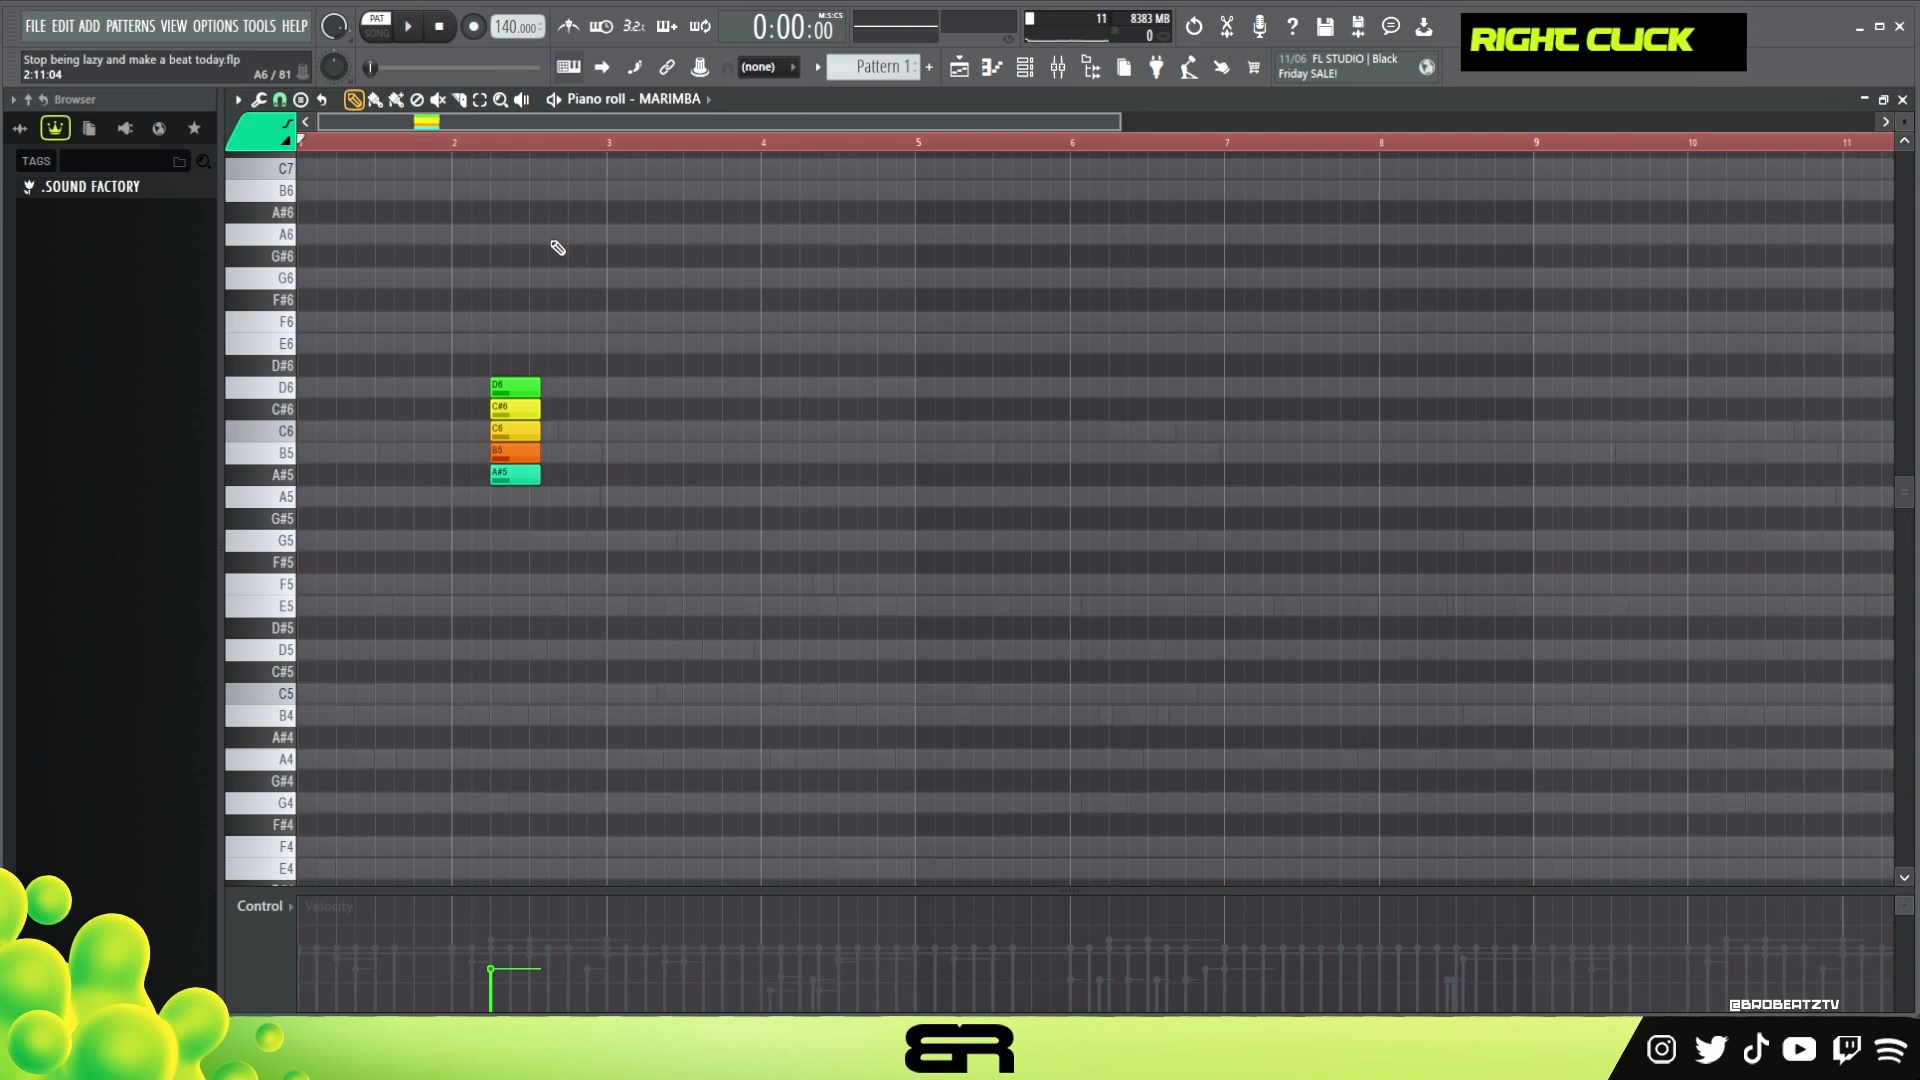 FILE EDIT ADD PATTERNS VIEW OPTIONS TOOLS HELP
PAT
SONG
140.000
3.2.
0:00:00
M:S:CS
11
8383 MB
0
RIGHT CLICK
Stop being lazy and make a beat today.flp
2:11:04
A6 / 81
(none)
Pattern 1
11/06 FL STUDIO | Black
Friday SALE!
Browser
Piano roll - MARIMBA
TAGS
.SOUND FACTORY
2 3 4 5 6 7 8 9 10 11
C7
B6
A#6
A6
G#6
G6
F#6
F6
E6
D#6
D6
D6
C#6
C#6
C6
C6
B5
B5
A#5
A#5
A5
G#5
G5
F#5
F5
E5
D#5
D5
C#5
C5
B4
A#4
A4
G#4
G4
F#4
F4
E4
Control
Velocity
@BROBEATZTV
BR